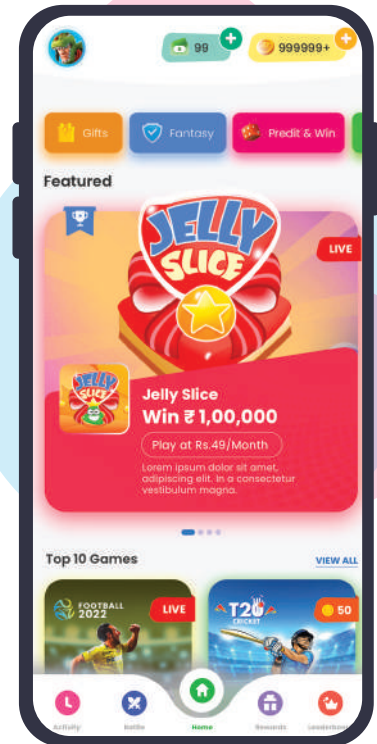 99
999999+
Gifts
Fantasy
Predit & Win
Featured
JELLY
SLICE
LIVE
JELLY
SLICE
Jelly Slice
Win ₹ 1,00,000
Play at Rs.49/Month
Lorem ipsum dolor sit amet,
adipiscing elit. In a consectetur
vestibulum magna.
Top 10 Games
VIEW ALL
FOOTBALL
2022
LIVE
T20
CRICKET
50
Activity
Battle
Home
Rewards
Leaderboard